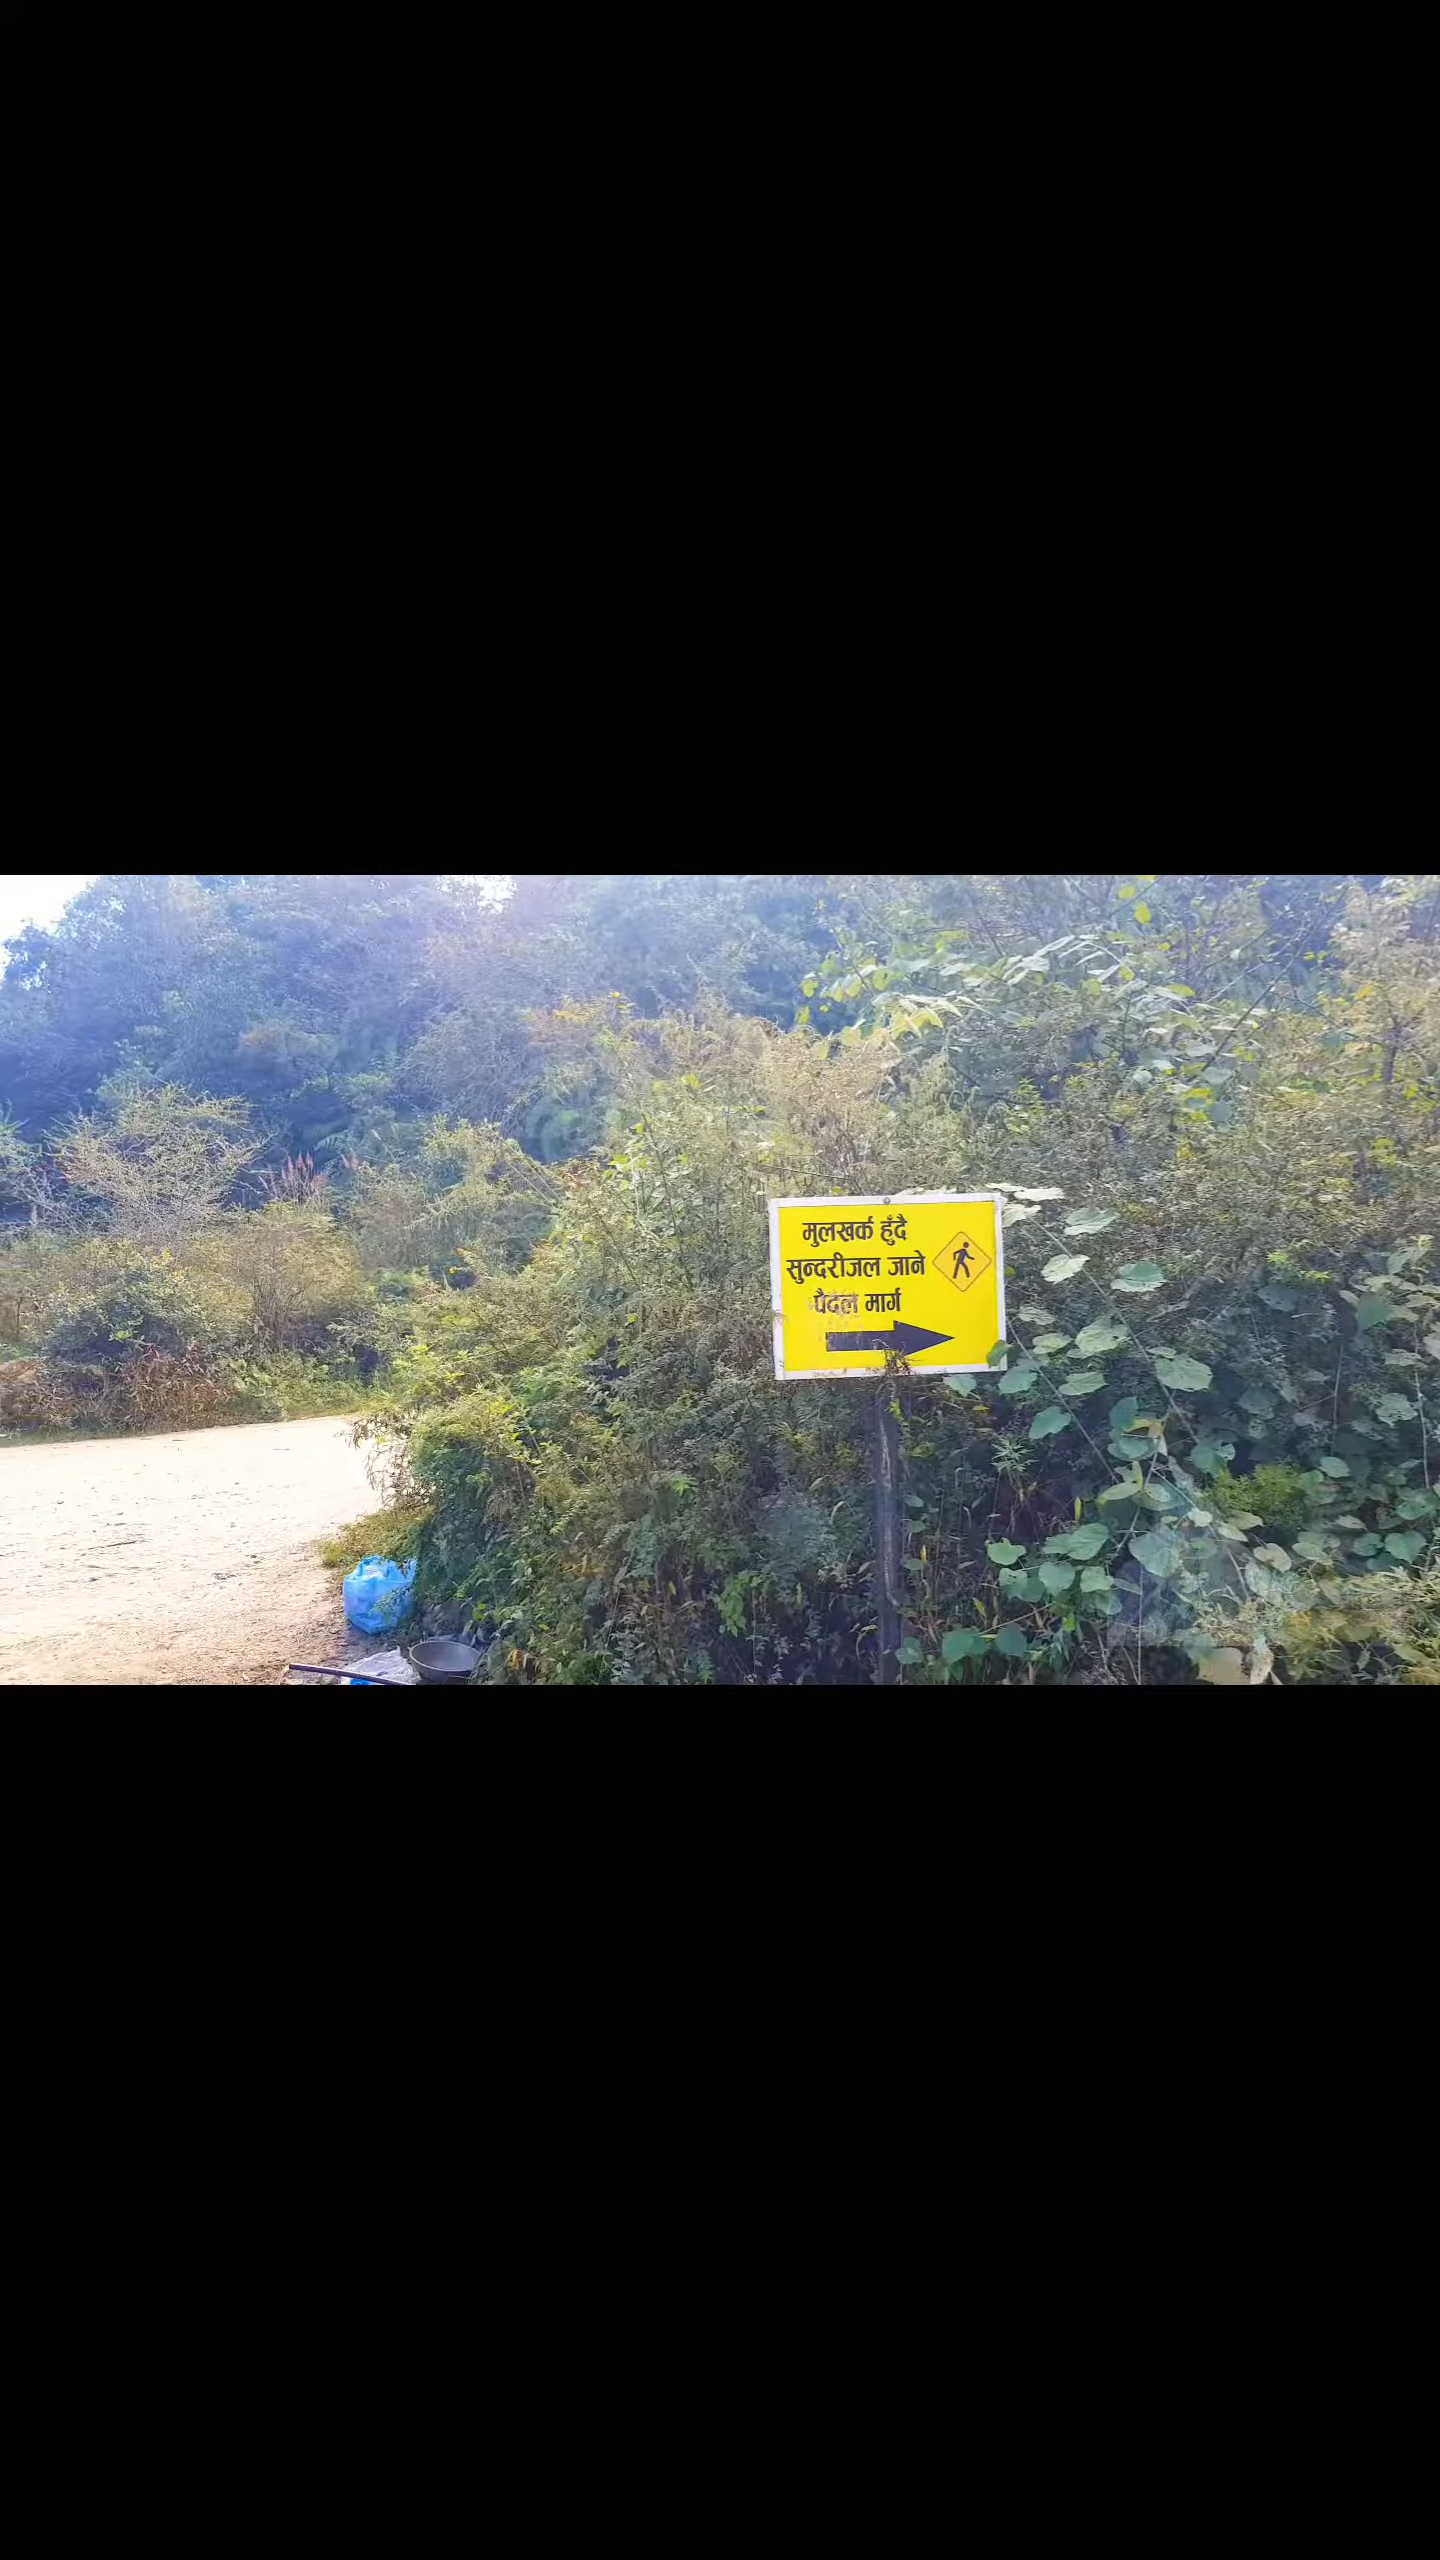 मुलखर्क हुँदै
सुन्दरीजल जाने
पैदल मार्ग